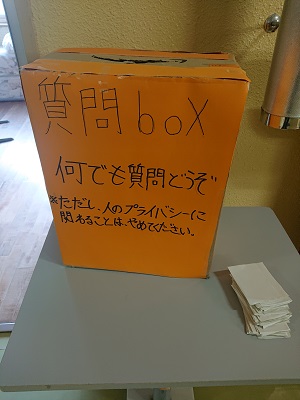 質問box
何でも質問どうぞ
※ただし、人のプライバシーに
関わることは、やめてください。